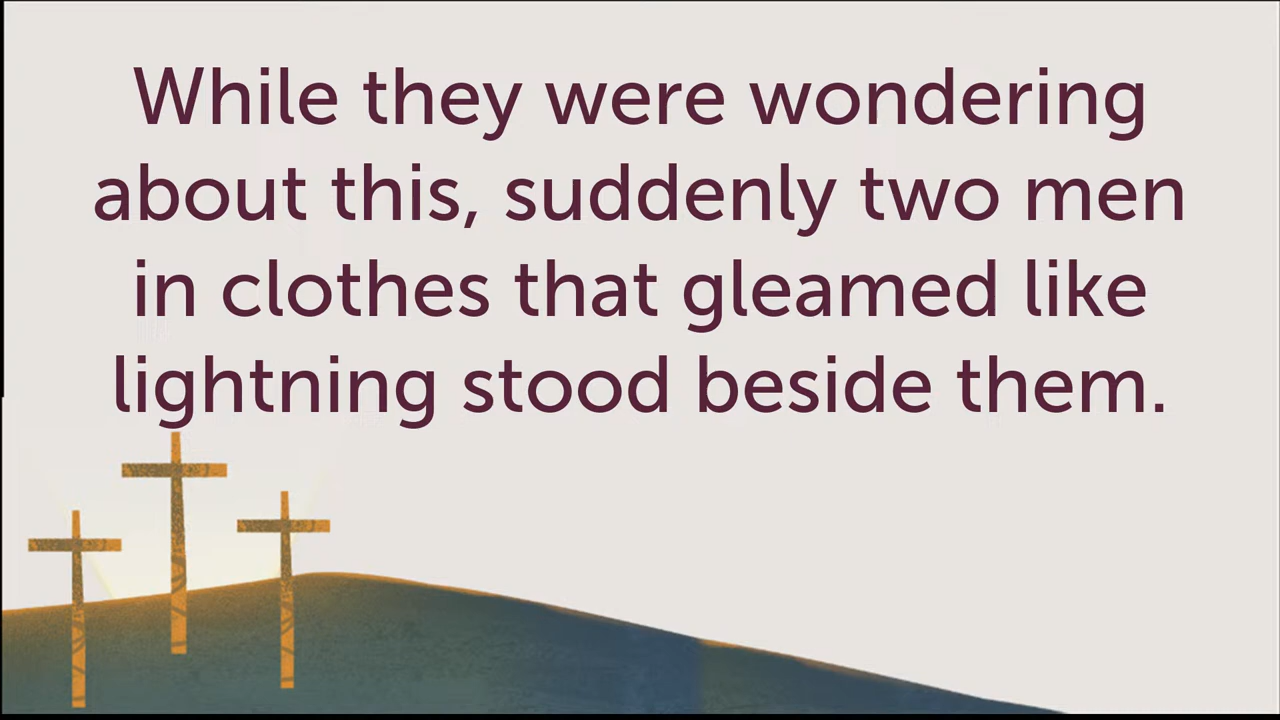 While they were wondering
about this, suddenly two men
in clothes that gleamed like
lightning stood beside them.